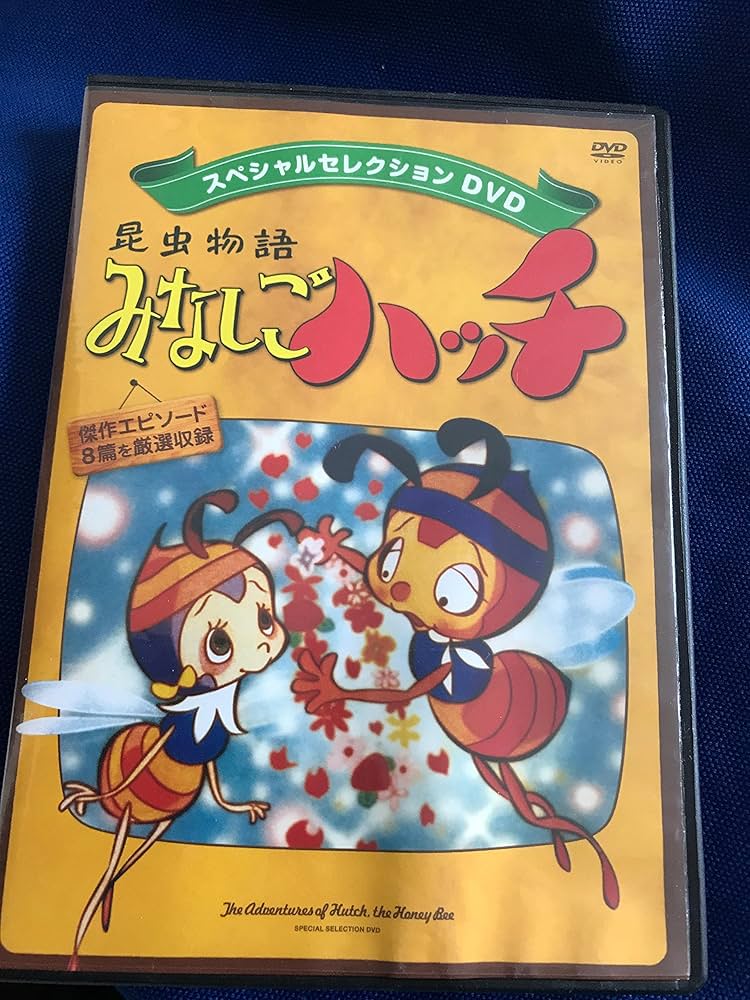 スペシャルセレクション DVD
DVD
VIDEO
昆虫物語
みなしごハッチ
傑作エピソード
8篇を厳選収録
The Adventures of Hutch, the Honey Bee
SPECIAL SELECTION DVD